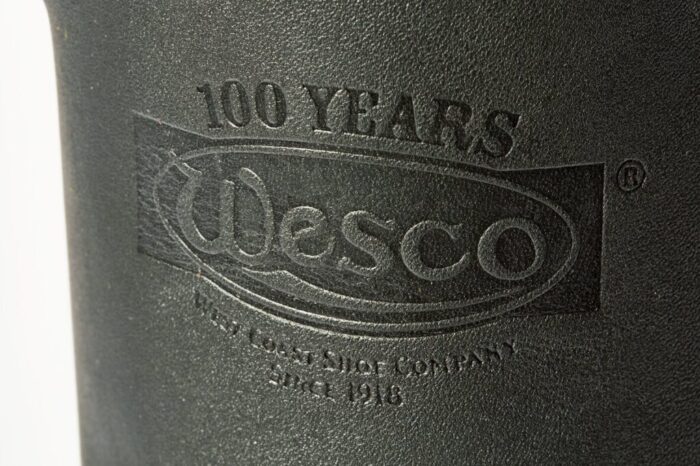 100 YEARS
Wesco ®
WEST COAST SHOE COMPANY
SINCE 1918